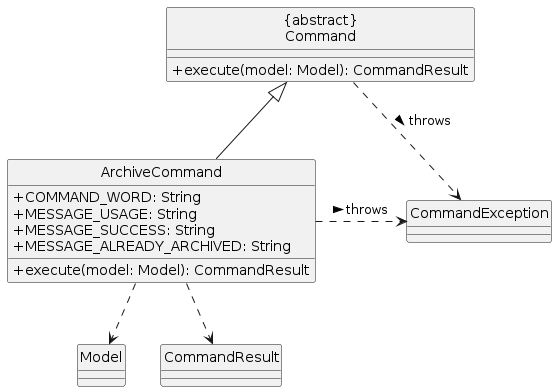 {abstract}
Command
+execute(model: Model): CommandResult
throws
ArchiveCommand
+COMMAND_WORD: String
+MESSAGE_USAGE: String
+MESSAGE_SUCCESS: String
+MESSAGE_ALREADY_ARCHIVED: String
+execute(model: Model): CommandResult
throws
CommandException
Model
CommandResult